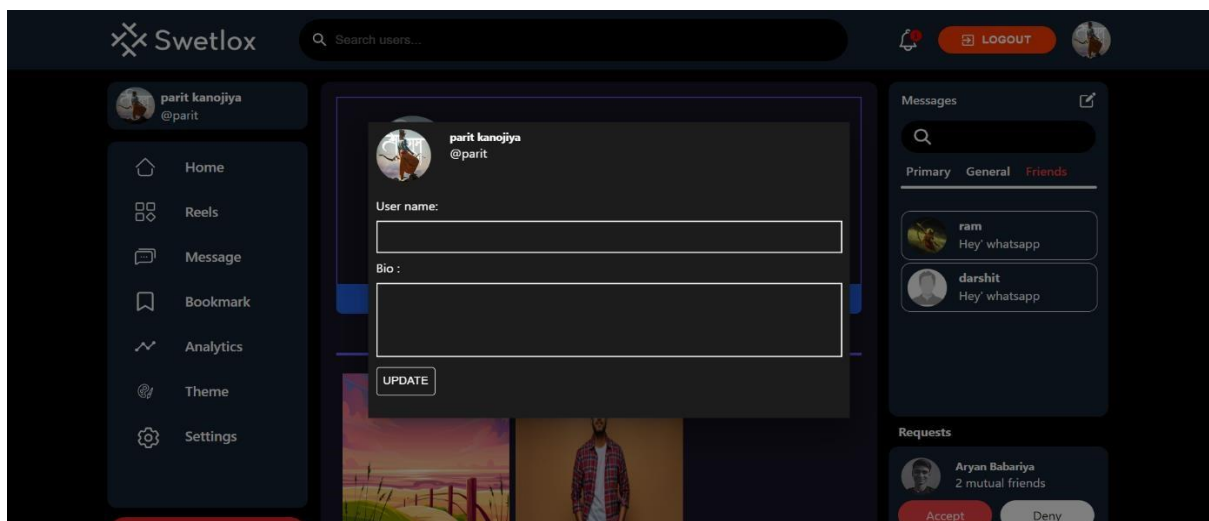 Swetlox
Search users...
LOGOUT
parit kanojiya
@parit
Home
Reels
Message
Bookmark
Analytics
Theme
Settings
parit kanojiya
@parit
User name:
Bio :
UPDATE
Messages
Primary General Friends
ram
Hey' whatsapp
darshit
Hey' whatsapp
Requests
Aryan Babariya
2 mutual friends
Accept Deny